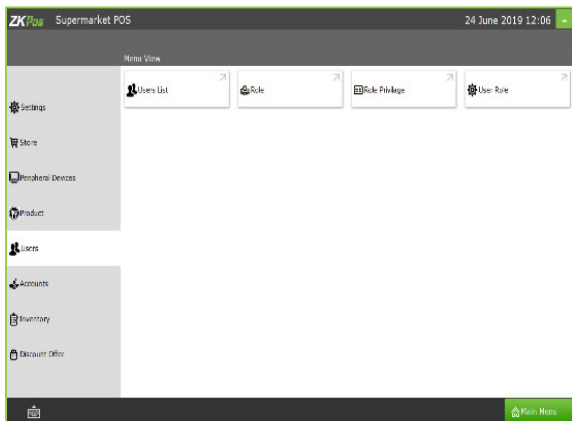 ZKPos Supermarket POS 24 June 2019 12:06
Menu View
Users List Role Role Privilage User Role
Settings
Store
Peripheral Devices
Product
Users
Accounts
Inventory
Discount Offer
Main Menu